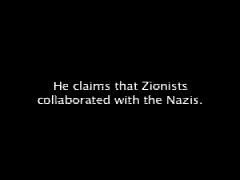 He claims that Zionists
collaborated with the Nazis.